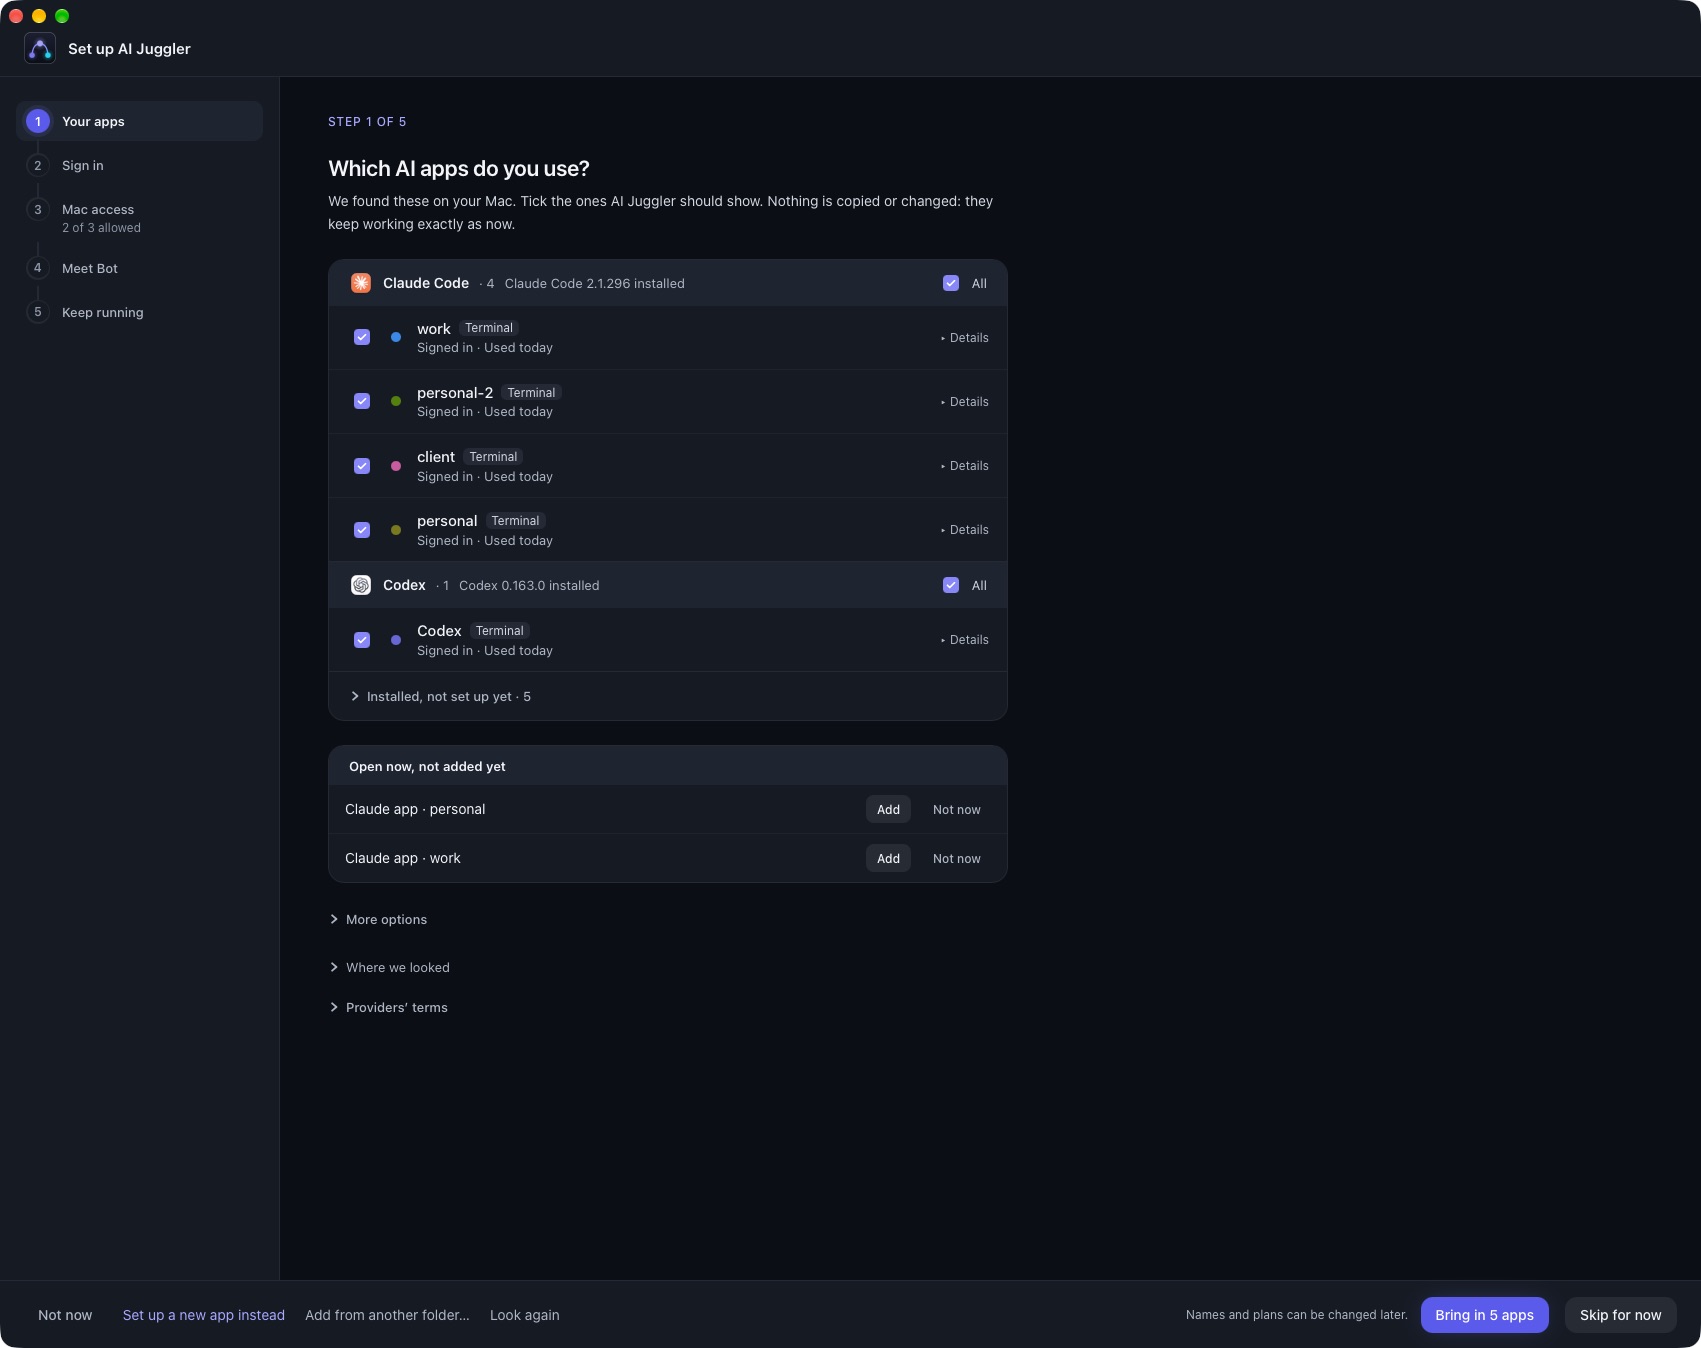 Set up AI Juggler
1 Your apps
2 Sign in
3 Mac access
2 of 3 allowed
4 Meet Bot
5 Keep running
STEP 1 OF 5
Which AI apps do you use?
We found these on your Mac. Tick the ones AI Juggler should show. Nothing is copied or changed: they
keep working exactly as now.
Claude Code · 4 Claude Code 2.1.296 installed All
work Terminal
Signed in · Used today
Details
personal-2 Terminal
Signed in · Used today
Details
client Terminal
Signed in · Used today
Details
personal Terminal
Signed in · Used today
Details
Codex · 1 Codex 0.163.0 installed All
Codex Terminal
Signed in · Used today
Details
Installed, not set up yet · 5
Open now, not added yet
Claude app · personal Add Not now
Claude app · work Add Not now
More options
Where we looked
Providers’ terms
Not now Set up a new app instead Add from another folder... Look again Names and plans can be changed later. Bring in 5 apps Skip for now